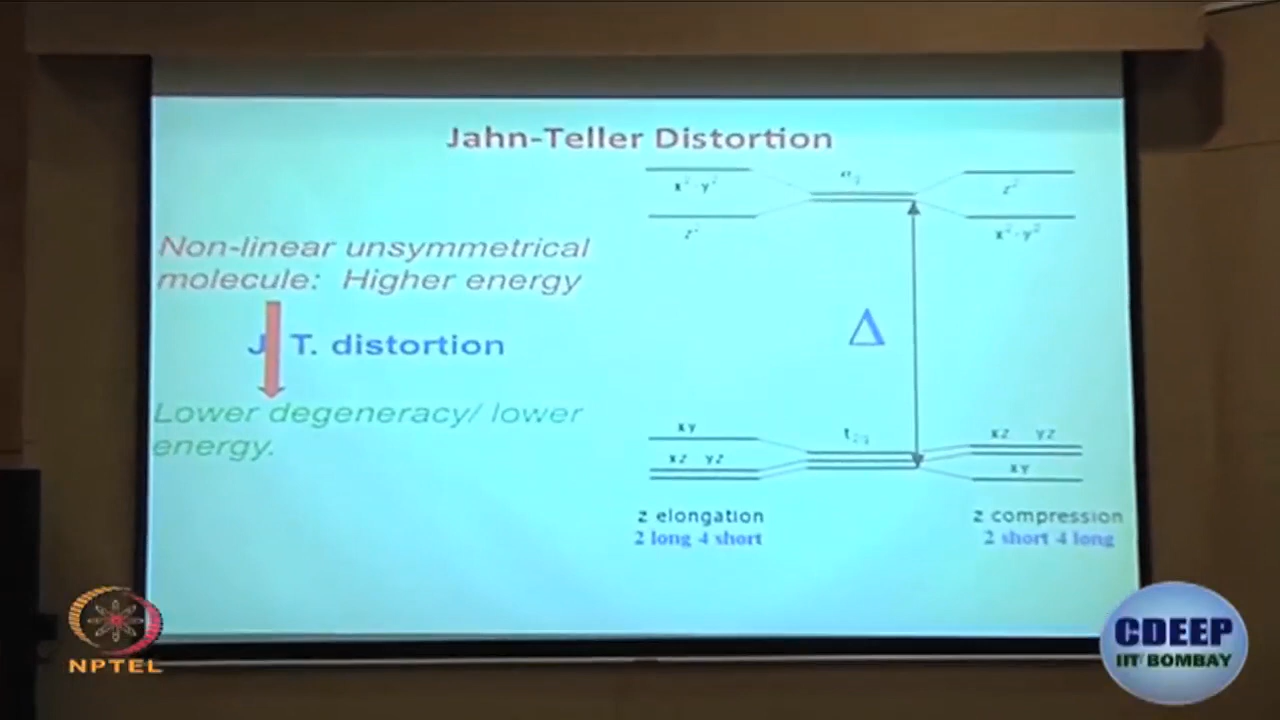 Jahn-Teller Distortion
Non-linear unsymmetrical
molecule: Higher energy
J T. distortion
Lower degeneracy/ lower
energy.
x² y²
z²
x²-y²
Δ
xy
xz yz
t₂g
xz yz
xy
z elongation
2 long 4 short
z compression
2 short 4 long
NPTEL
CDEEP
IIT BOMBAY